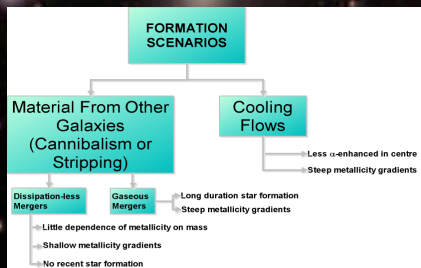 FORMATION
SCENARIOS
Material From Other
Galaxies
(Cannibalism or
Stripping)
Cooling
Flows
Less α-enhanced in centre
Steep metallicity gradients
Dissipation-less
Mergers
Gaseous
Mergers
Long duration star formation
Steep metallicity gradients
Little dependence of metallicity on mass
Shallow metallicity gradients
No recent star formation